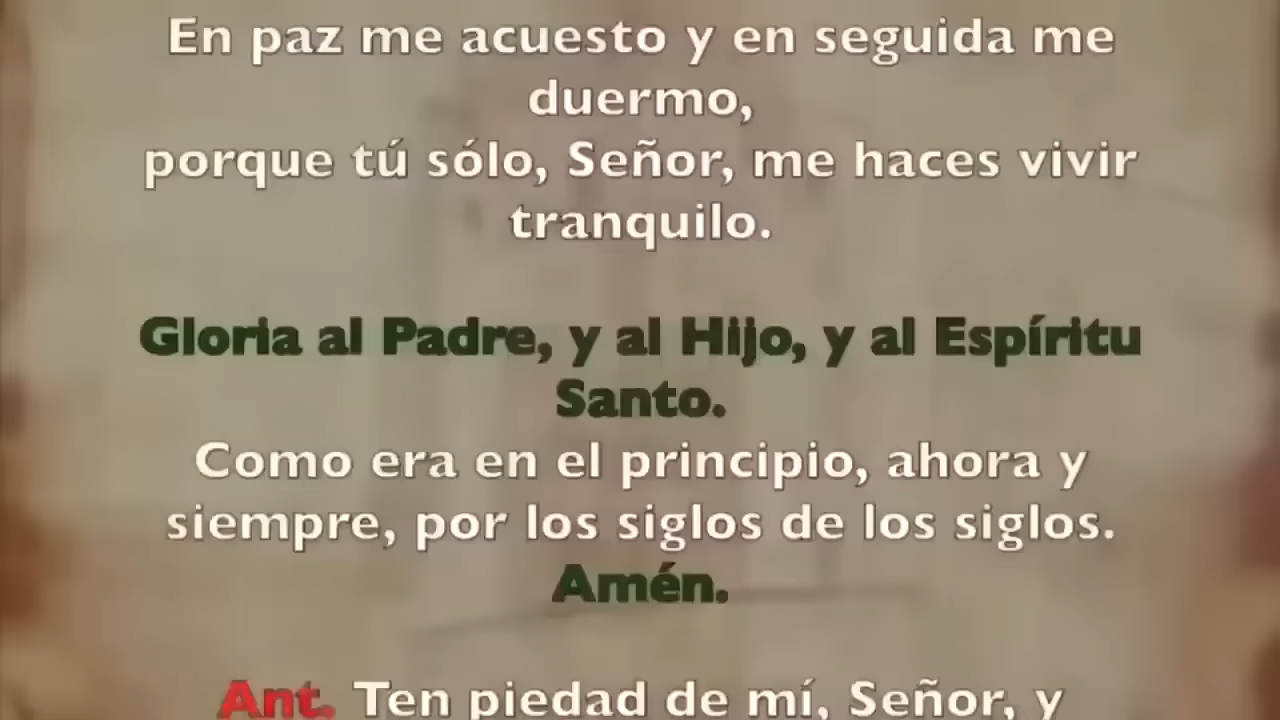 En paz me acuesto y en seguida me
duermo,
porque tú sólo, Señor, me haces vivir
tranquilo.
Gloria al Padre, y al Hijo, y al Espíritu
Santo.
Como era en el principio, ahora y
siempre, por los siglos de los siglos.
Amén.
Ant. Ten piedad de mí, Señor, y